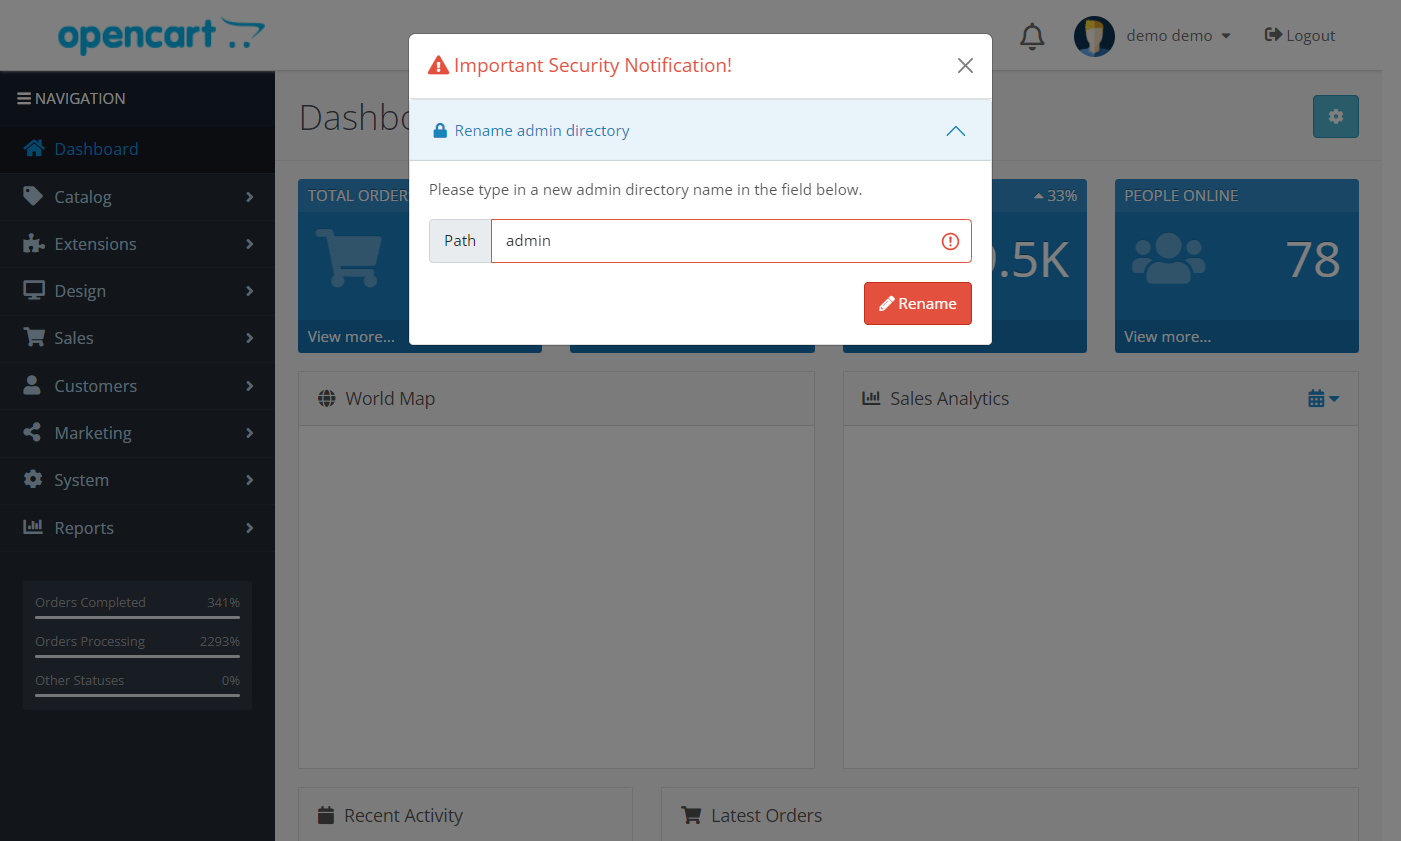 opencart
demo demo
Logout
Important Security Notification!
NAVIGATION
Dashboard
Catalog
Extensions
Design
Sales
Customers
Marketing
System
Reports
Orders Completed 341%
Orders Processing 2293%
Other Statuses 0%
Rename admin directory
Please type in a new admin directory name in the field below.
Path admin
Rename
TOTAL ORDER
View more...
33%
.5K
PEOPLE ONLINE
78
View more...
World Map
Sales Analytics
Recent Activity
Latest Orders